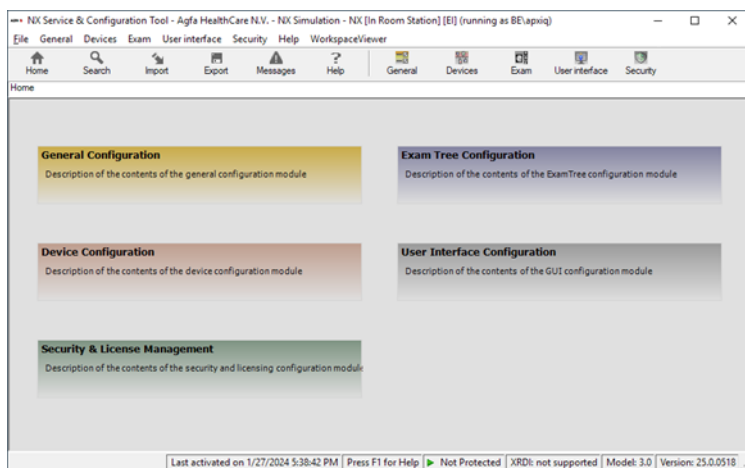 NX Service & Configuration Tool - Agfa HealthCare N.V. - NX Simulation - NX [In Room Station] [EI] (running as BE\apxiq)
File General Devices Exam User interface Security Help WorkspaceViewer
Home Search Import Export Messages Help General Devices Exam User interface Security
Home
General Configuration
Description of the contents of the general configuration module
Exam Tree Configuration
Description of the contents of the ExamTree configuration module
Device Configuration
Description of the contents of the device configuration module
User Interface Configuration
Description of the contents of the GUI configuration module
Security & License Management
Description of the contents of the security and licensing configuration module
Last activated on 1/27/2024 5:38:42 PM Press F1 for Help Not Protected XRDI: not supported Model: 3.0 Version: 25.0.0518